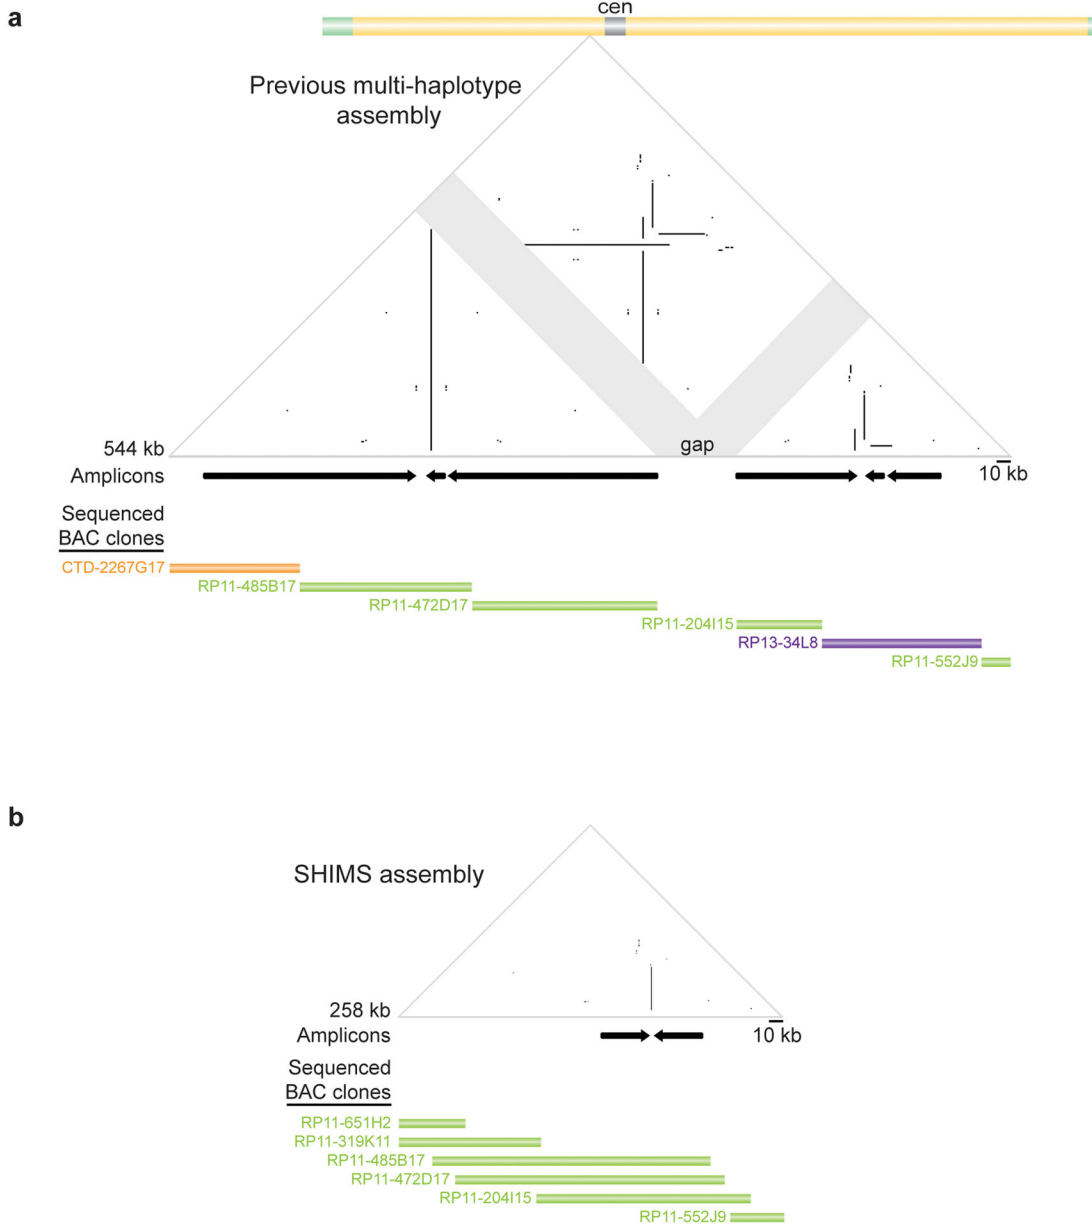 a
cen
Previous multi-haplotype
assembly
544 kb
gap
Amplicons
10 kb
Sequenced
BAC clones
CTD-2267G17
RP11-485B17
RP11-472D17
RP11-204I15
RP13-34L8
RP11-552J9
b
SHIMS assembly
258 kb
Amplicons
10 kb
Sequenced
BAC clones
RP11-651H2
RP11-319K11
RP11-485B17
RP11-472D17
RP11-204I15
RP11-552J9